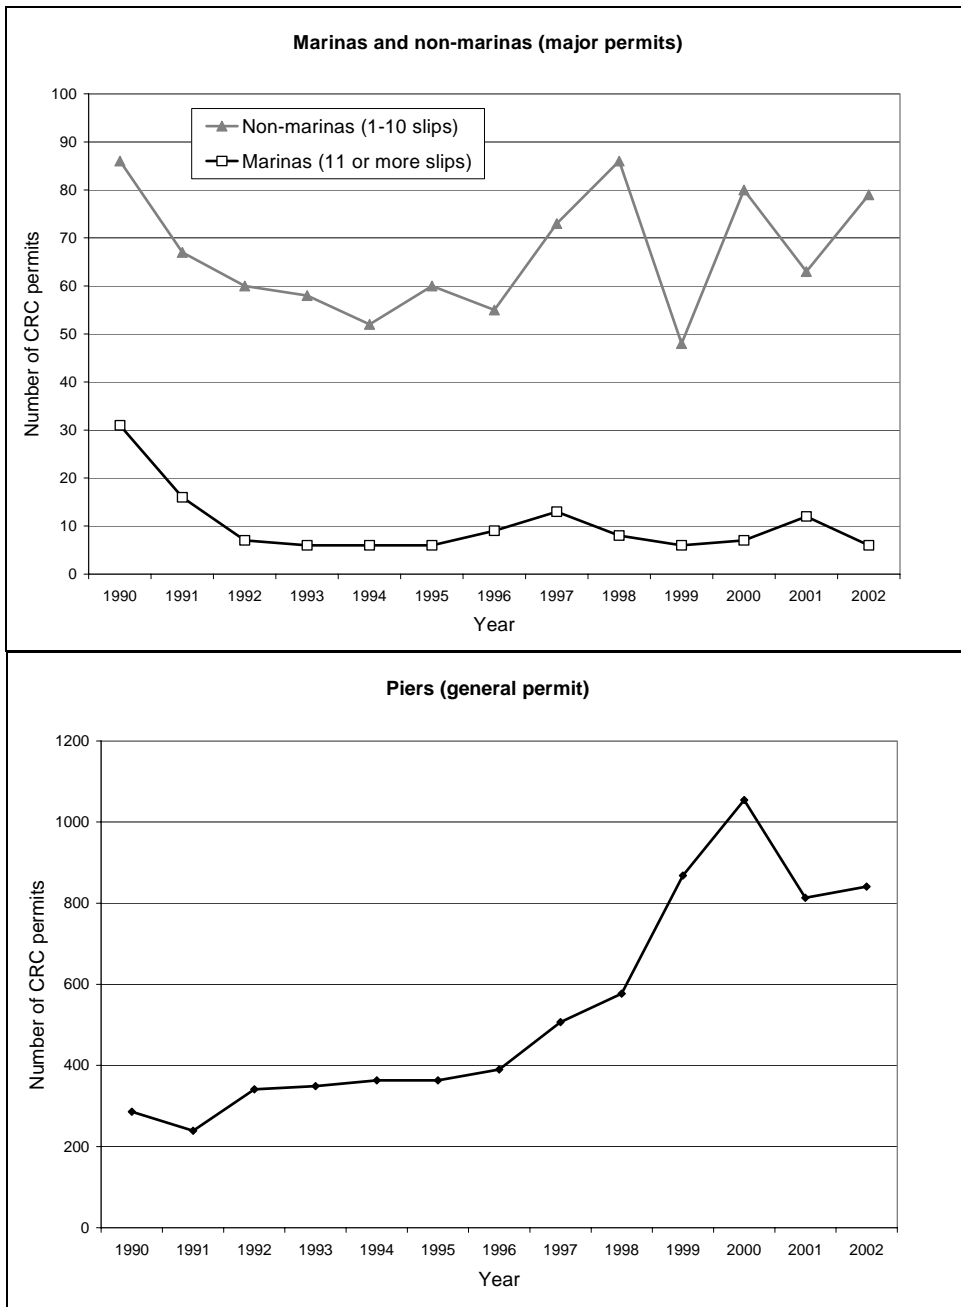 Marinas and non-marinas (major permits)
100
90
80
70
60
50
40
30
20
10
0
Number of CRC permits
Non-marinas (1-10 slips)
Marinas (11 or more slips)
1990 1991 1992 1993 1994 1995 1996 1997 1998 1999 2000 2001 2002
Year
Piers (general permit)
1200
1000
800
600
400
200
0
Number of CRC permits
1990 1991 1992 1993 1994 1995 1996 1997 1998 1999 2000 2001 2002
Year